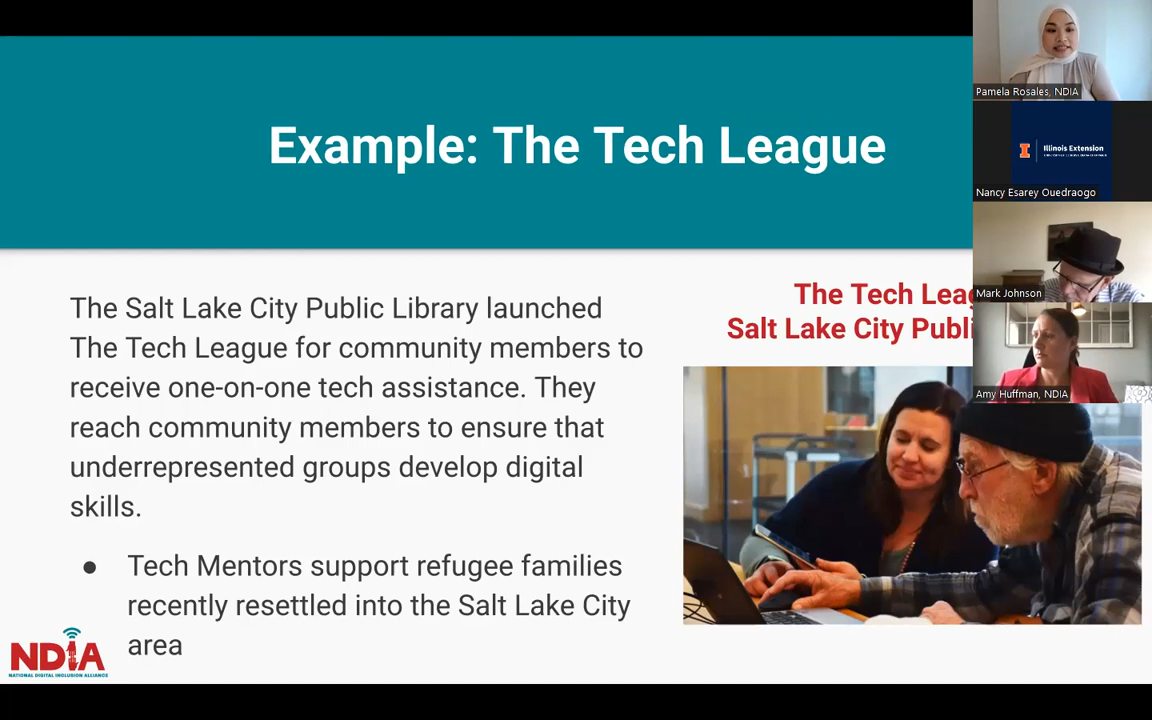 Example: The Tech League
The Salt Lake City Public Library launched
The Tech League for community members to
receive one-on-one tech assistance. They
reach community members to ensure that
underrepresented groups develop digital
skills.
● Tech Mentors support refugee families
recently resettled into the Salt Lake City
area
The Tech Leag
Salt Lake City Publi
NDIA
NATIONAL DIGITAL INCLUSION ALLIANCE
Pamela Rosales, NDIA
I Illinois Extension
Nancy Esarey Ouedraogo
Mark Johnson
Amy Huffman, NDIA